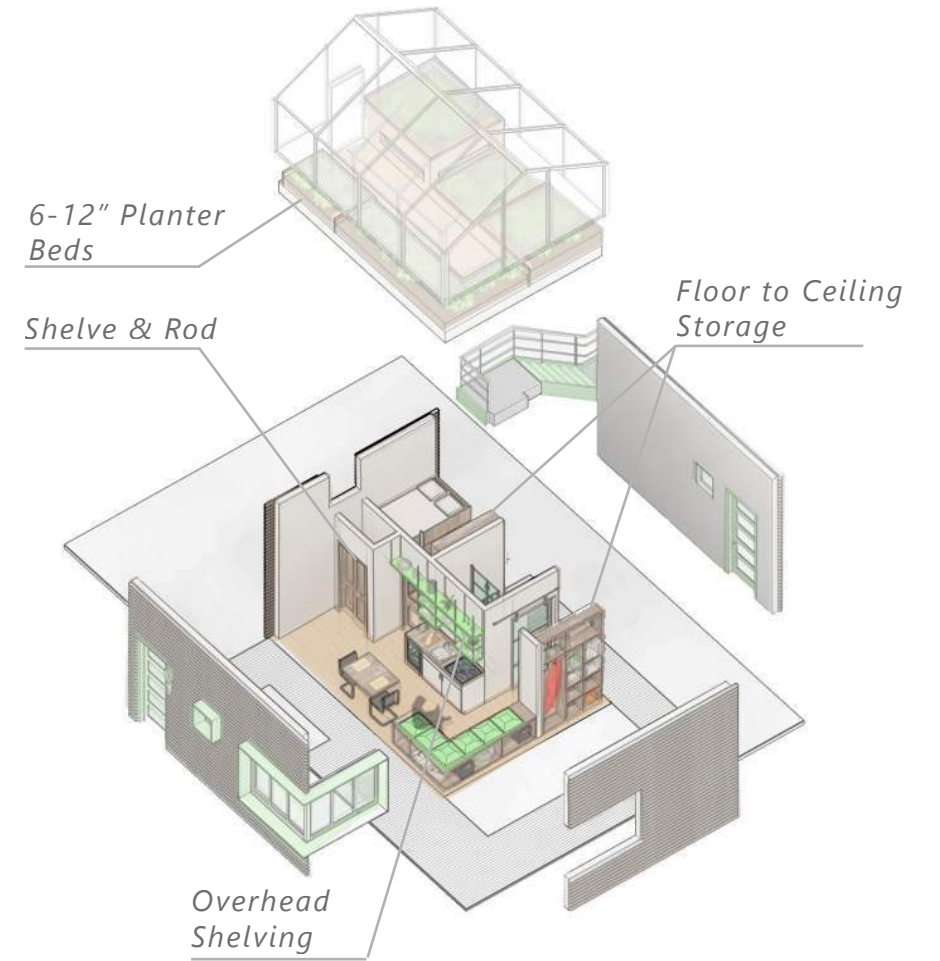 6-12" Planter
Beds
Floor to Ceiling
Storage
Shelve & Rod
Overhead
Shelving